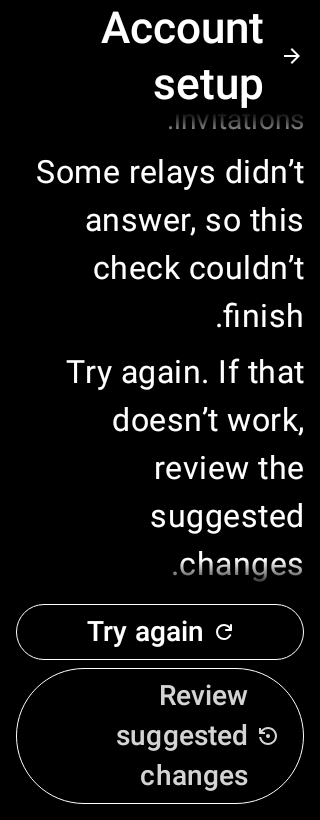 Account
setup
.invitations
Some relays didn’t
answer, so this
check couldn’t
.finish
Try again. If that
doesn’t work,
review the
suggested
.changes
Try again
Review
suggested
changes